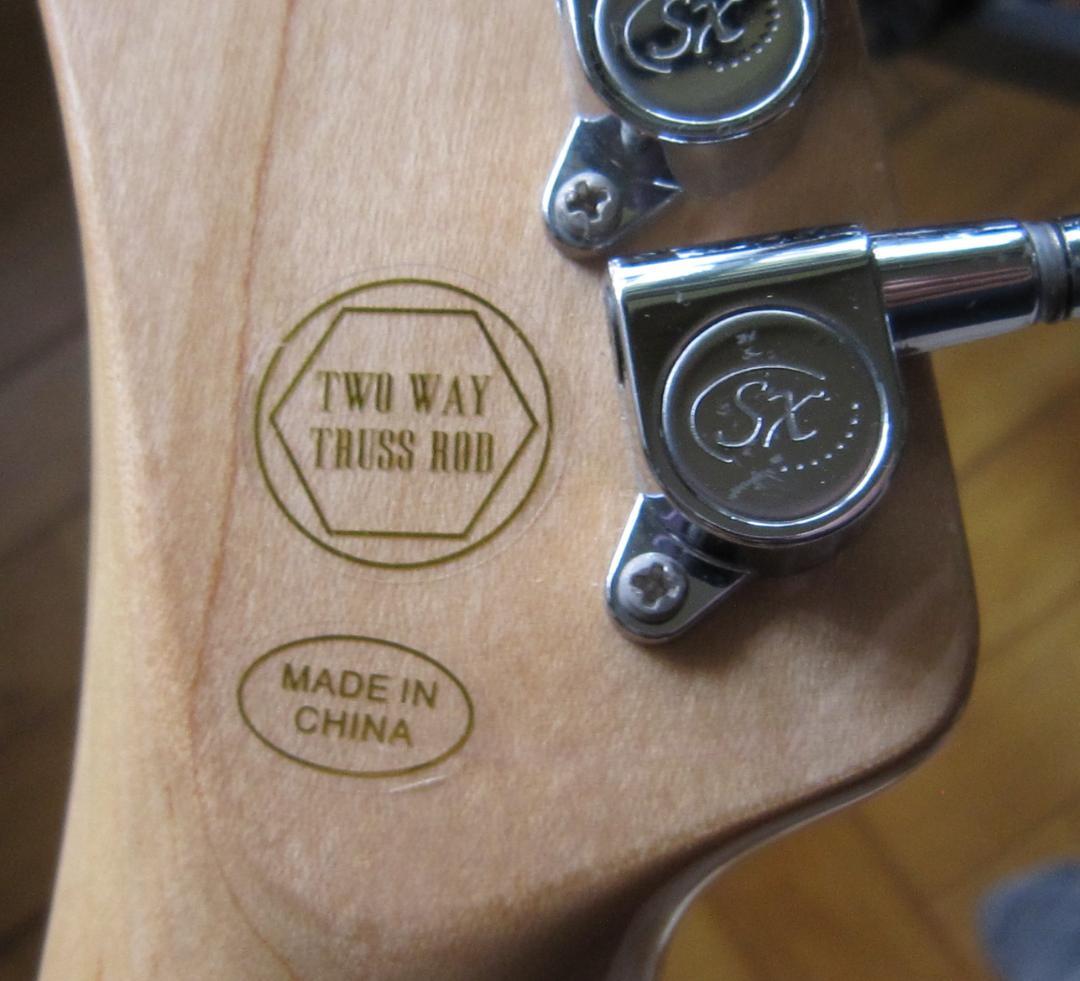 SX
SX
TWO WAY
TRUSS ROD
MADE IN
CHINA